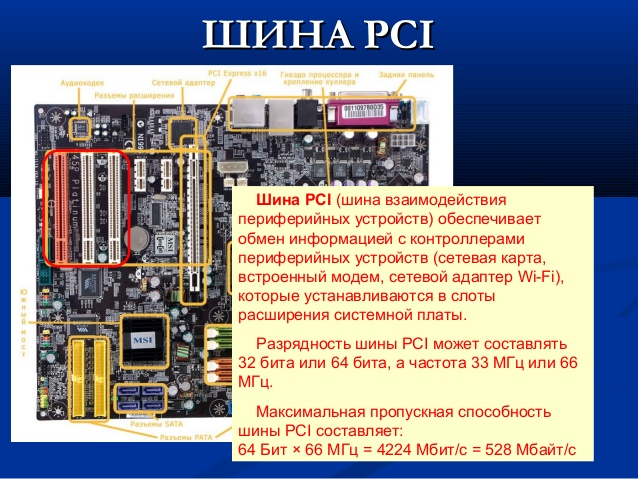 ШИНА PCI
PCI Express x16
Гнездо процессора и
крепление куллера
Задняя панель
Аудиокодек
Сетевой адаптер
Разъемы расширения
Шина PCI (шина взаимодействия
периферийных устройств) обеспечивает
обмен информацией с контроллерами
периферийных устройств (сетевая карта,
встроенный модем, сетевой адаптер Wi-Fi),
которые устанавливаются в слоты
расширения системной платы.
Разрядность шины PCI может составлять
32 бита или 64 бита, а частота 33 МГц или 66
МГц.
Максимальная пропускная способность
шины PCI составляет:
64 Бит × 66 МГц = 4224 Мбит/с = 528 Мбайт/с
Южный мост
MSI
MSI
VIA
Platinum
Разъемы SATA
Разъемы PATA